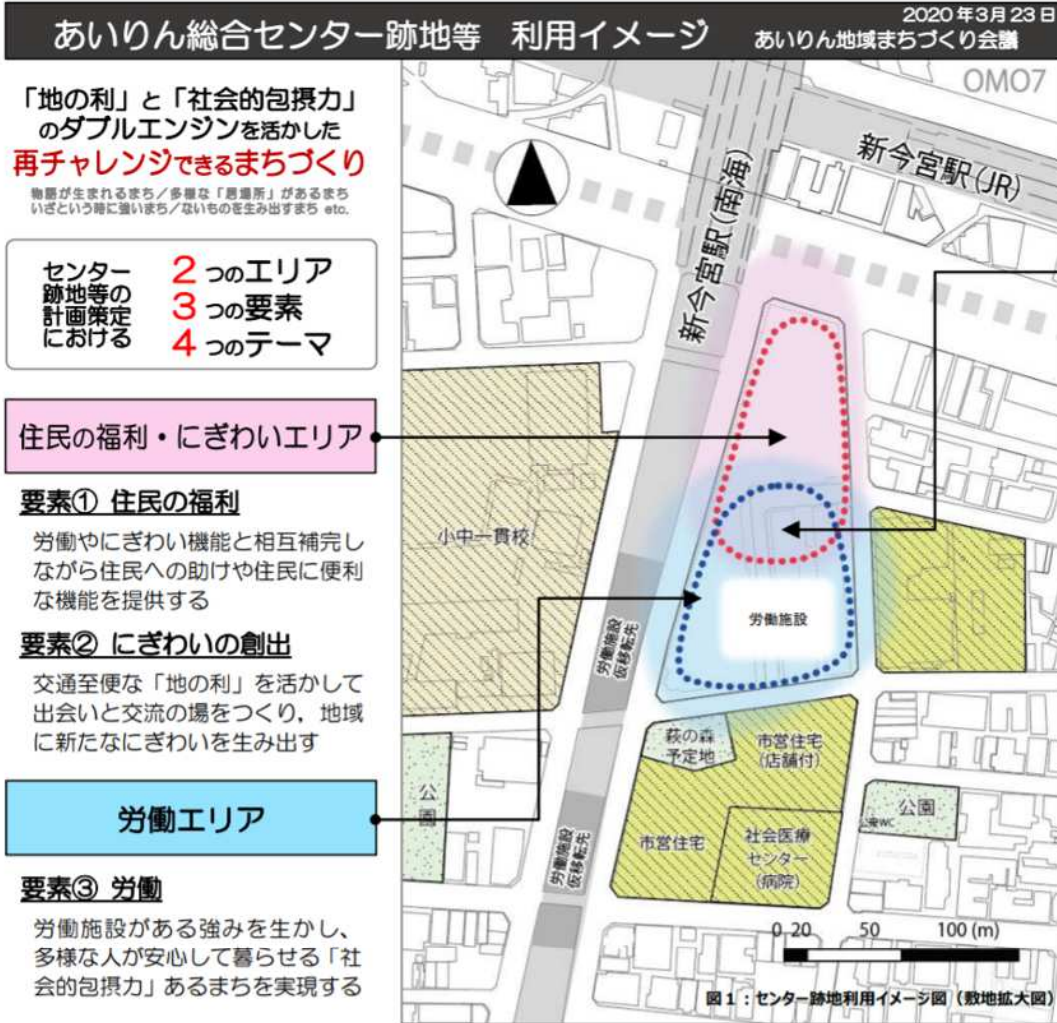 あいりん総合センター跡地等 利用イメージ
2020年3月23日
あいりん地域まちづくり会議
「地の利」と「社会的包摂力」
のダブルエンジンを活かした
再チャレンジできるまちづくり
物語が生まれるまち／多様な「居場所」があるまち
いざという時に強いまち／ないものを生み出すまち etc.
センター
跡地等の
計画策定
における
2つのエリア
3つの要素
4つのテーマ
住民の福利・にぎわいエリア
要素① 住民の福利
労働やにぎわい機能と相互補完し
ながら住民への助けや住民に便利
な機能を提供する
要素② にぎわいの創出
交通至便な「地の利」を活かして
出会いと交流の場をつくり，地域
に新たなにぎわいを生み出す
労働エリア
要素③ 労働
労働施設がある強みを生かし、
多様な人が安心して暮らせる「社
会的包摂力」あるまちを実現する
OMO7
新今宮駅(JR)
新今宮駅(南海)
小中一貫校
労働施設
労働施設
仮移転先
萩の森
予定地
市営住宅
(店舗付)
公園
公園
市営住宅
社会医療
センター
(病院)
労働施設
仮移転先
0 20 50 100 (m)
図1：センター跡地利用イメージ図（敷地拡大図）